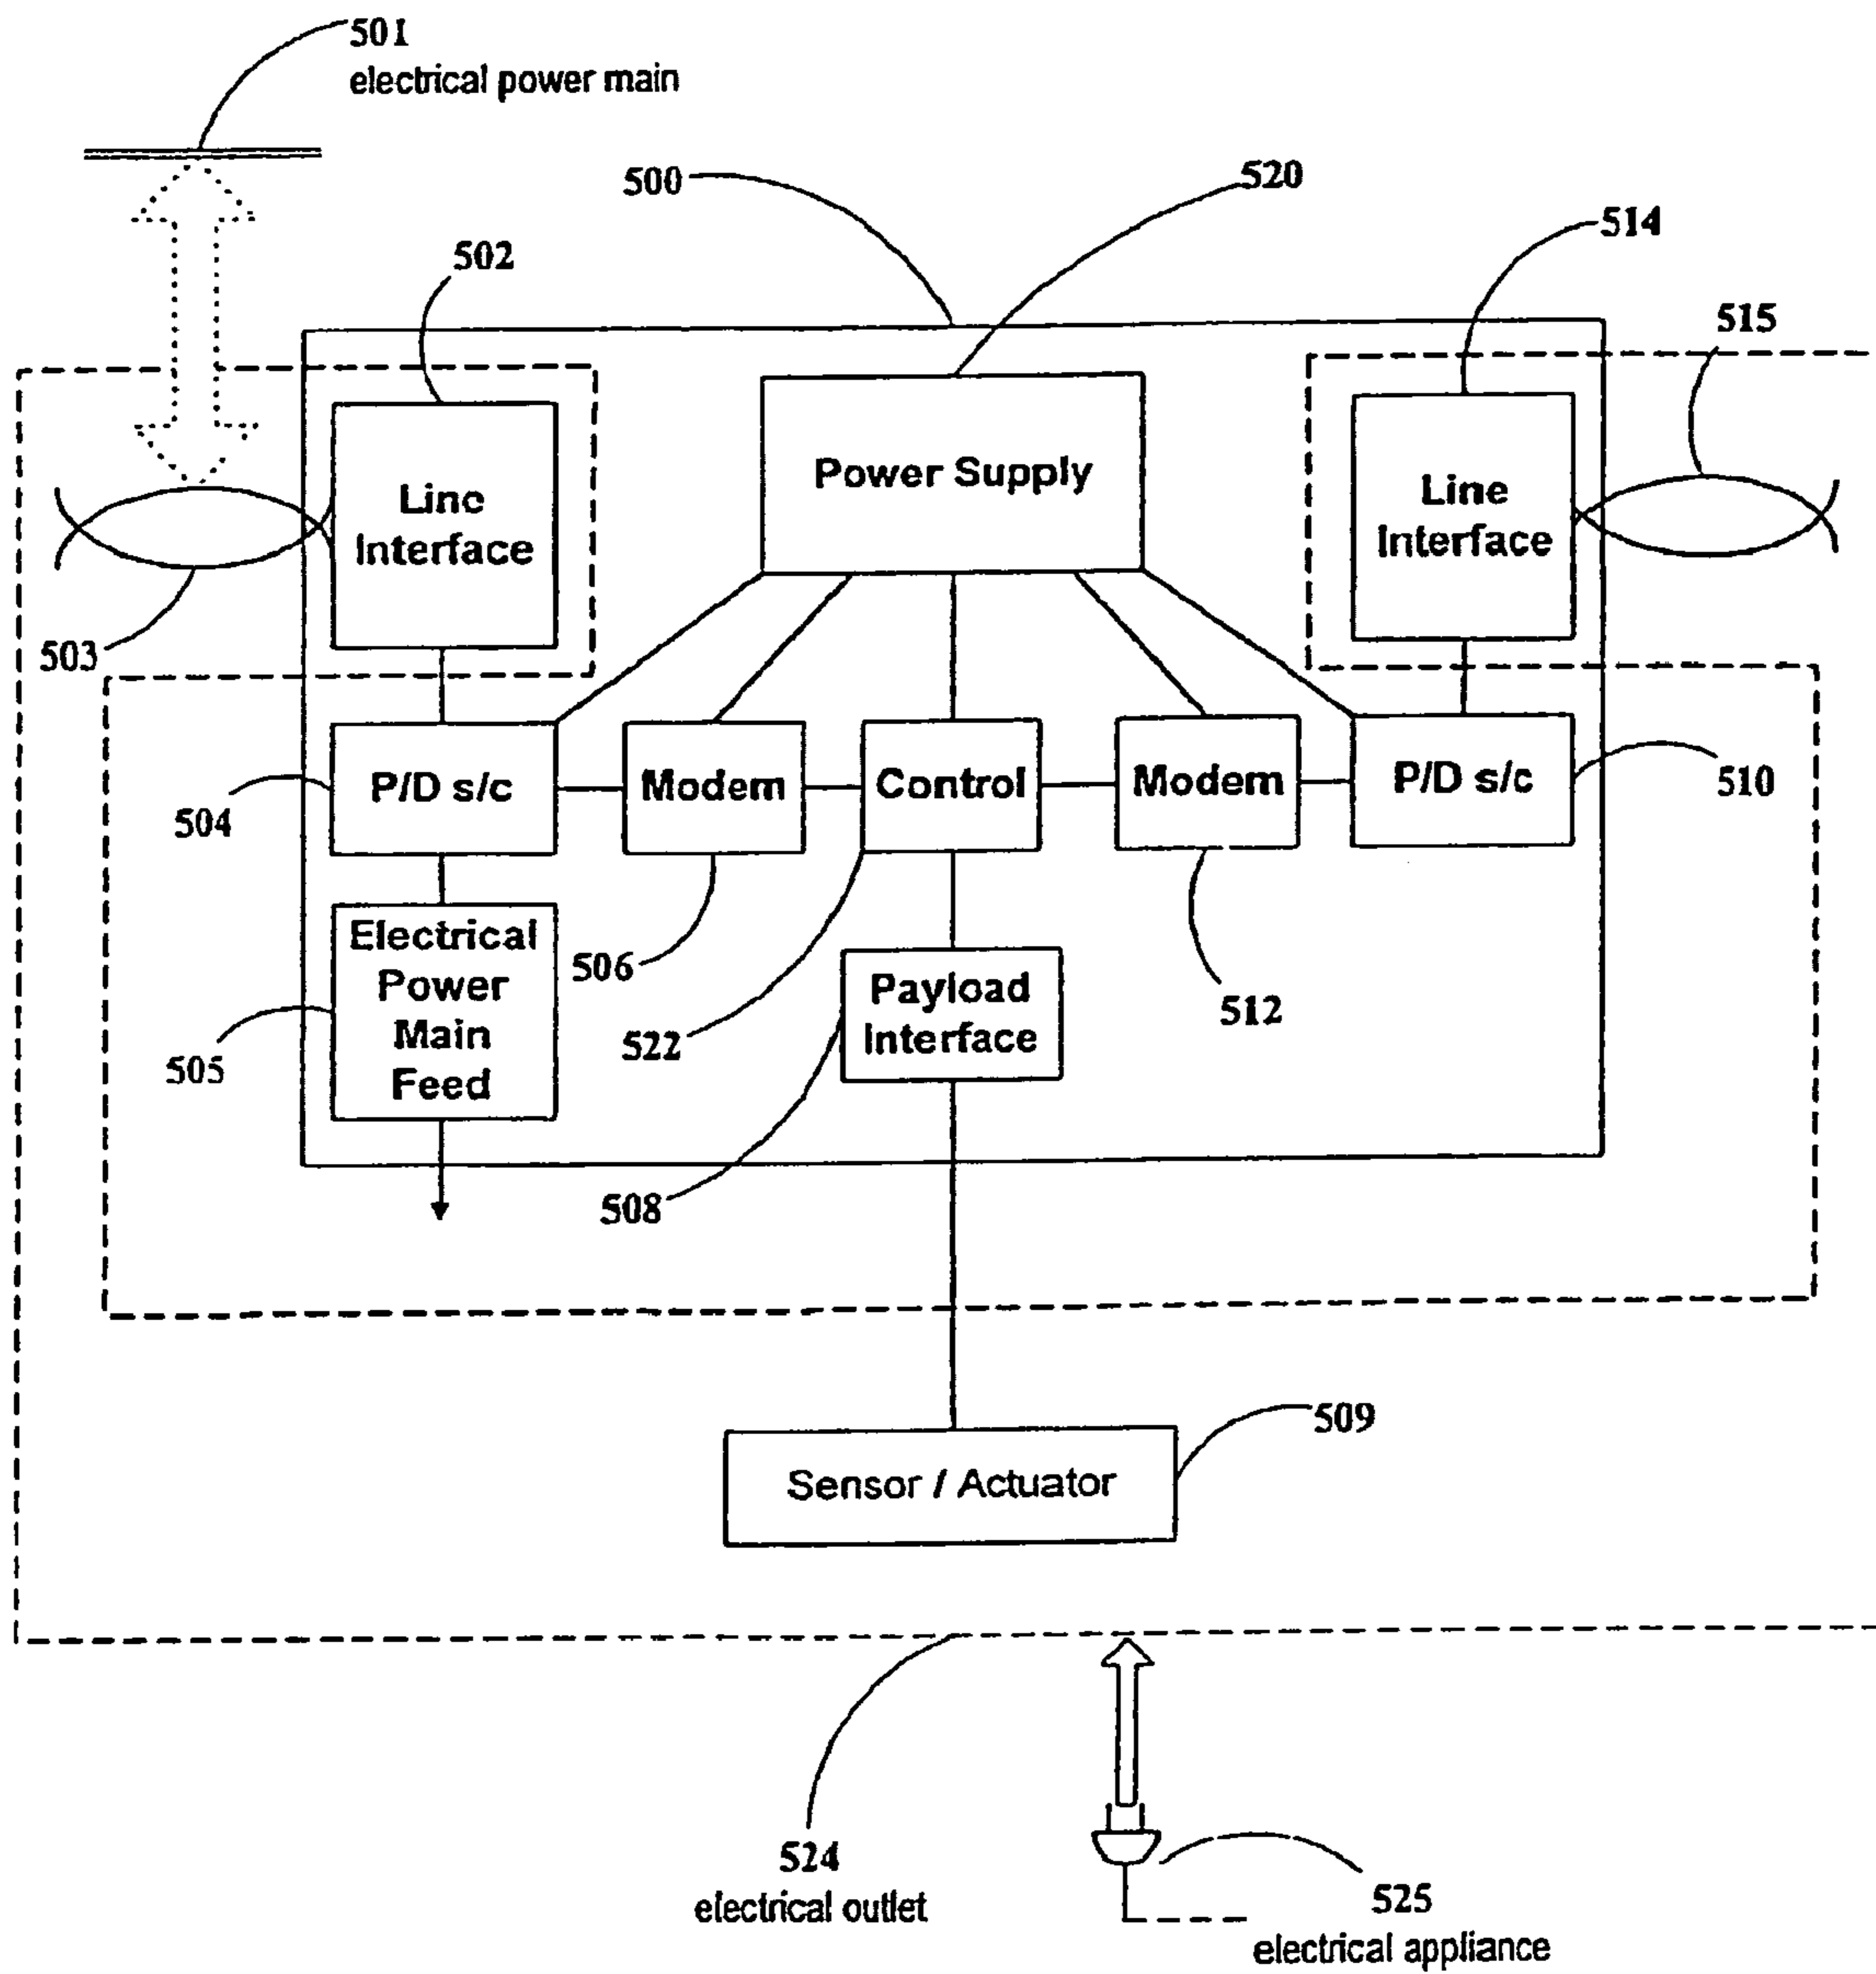 501
electrical power main
500
520
514
502
515
Line
Interface
Power Supply
Line
Interface
503
P/D s/c
Modem
Control
Modem
P/D s/c
504
510
506
512
522
Electrical
Power
Main
Feed
Payload
Interface
505
508
509
Sensor / Actuator
524
electrical outlet
525
electrical appliance